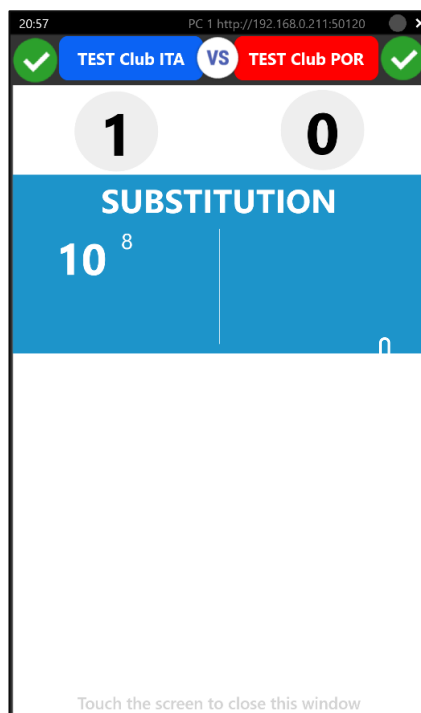 20:57 PC 1 http://192.168.0.211:50120
TEST Club ITA VS TEST Club POR
1 0
SUBSTITUTION
10 8
Touch the screen to close this window